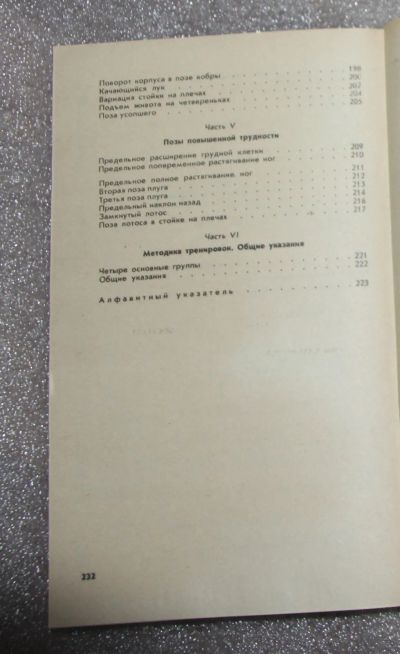 Поворот корпуса в позе кобры . . . . . . . . 198
Качающийся лук . . . . . . . . . . . 200
Вариация стойки на плечах . . . . . . . . . 202
Подъем живота на четвереньках . . . . . . . . 204
Поза усопшего . . . . . . . . . . . . 205
Часть V
Позы повышенной трудности
Предельное расширение грудной клетки . . . . . . 209
Предельное попеременное растягивание ног . . . . . 210
Предельное полное растягивание ног . . . . . . 211
Вторая поза плуга . . . . . . . . . . . 212
Третья поза плуга . . . . . . . . . . . 213
Предельный наклон назад . . . . . . . . . 214
Замкнутый лотос . . . . . . . . . . . 216
Поза лотоса в стойке на плечах . . . . . . . . 217
Часть VI
Методика тренировок. Общие указания
Четыре основные группы . . . . . . . . . . 221
Общие указания . . . . . . . . . . . 222
Алфавитный указатель . . . . . . . . . 223
232